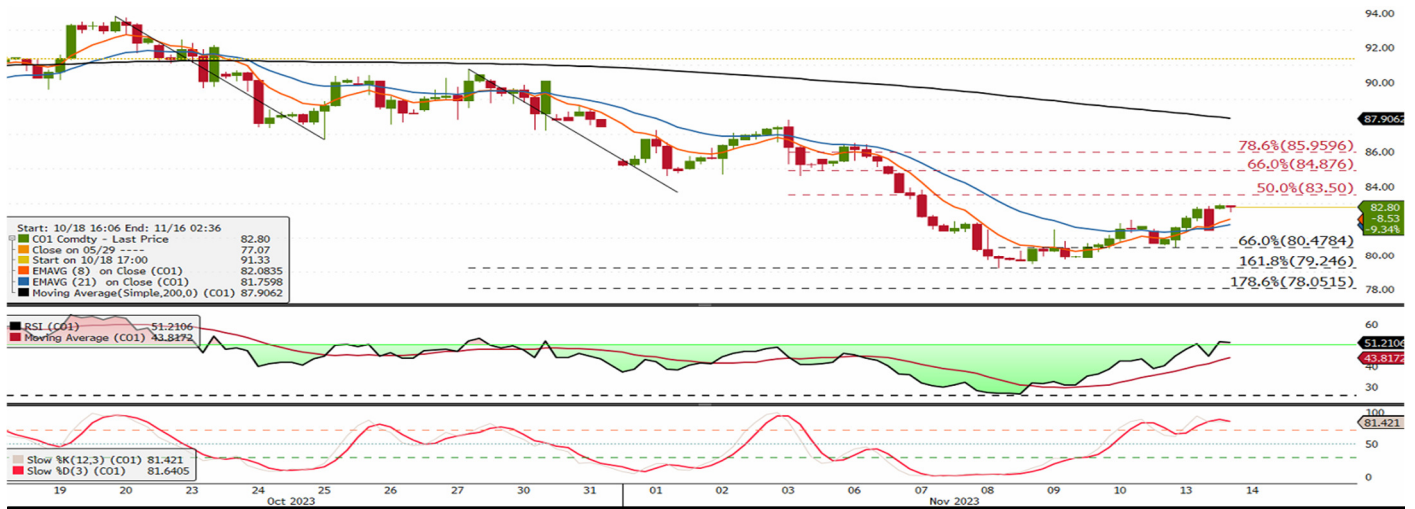 94.00
92.00
90.00
87.9062
86.00
78.6%(85.9596)
66.0%(84.876)
84.00
50.0%(83.50)
82.80
-8.53
-9.34%
66.0%(80.4784)
80.00
161.8%(79.246)
178.6%(78.0515)
78.00
Start: 10/18 16:06 End: 11/16 02:36
CO1 Comdty - Last Price 82.80
Close on 05/29 ---- 77.07
Start on 10/18 17:00 91.33
EMAVG (8) on Close (CO1) 82.0835
EMAVG (21) on Close (CO1) 81.7598
Moving Average(Simple,200,0) (CO1) 87.9062
RSI (CO1) 51.2106
Moving Average (CO1) 43.8172
60
51.2106
43.8172
40
30
100
81.421
50
0
Slow %K(12,3) (CO1) 81.421
Slow %D(3) (CO1) 81.6405
19 20 23 24 25 26 27 30 31 01 02 03 06 07 08 09 10 13 14
Oct 2023 Nov 2023